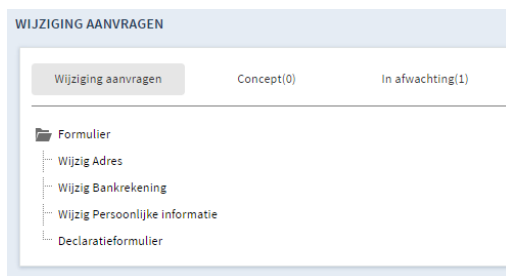 WIJZIGING AANVRAGEN
Wijziging aanvragen Concept(0) In afwachting(1)
Formulier
Wijzig Adres
Wijzig Bankrekening
Wijzig Persoonlijke informatie
Declaratieformulier